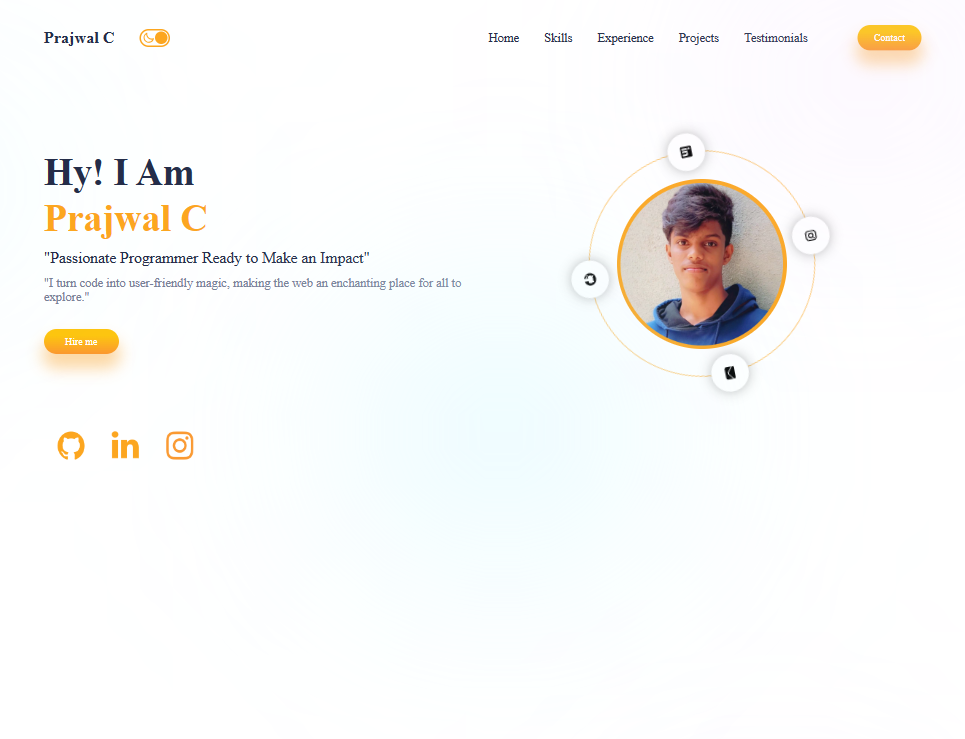 Prajwal C
Home Skills Experience Projects Testimonials Contact
Hy! I Am
Prajwal C
"Passionate Programmer Ready to Make an Impact"
"I turn code into user-friendly magic, making the web an enchanting place for all to
explore."
Hire me